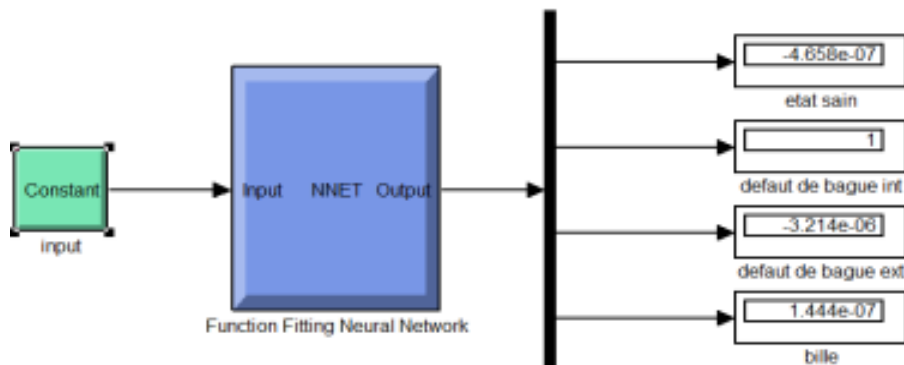 Constant
input
Input NNET Output
Function Fitting Neural Network
-4.658e-07
etat sain
1
defaut de bague int
-3.214e-06
defaut de bague ext
1.444e-07
bille